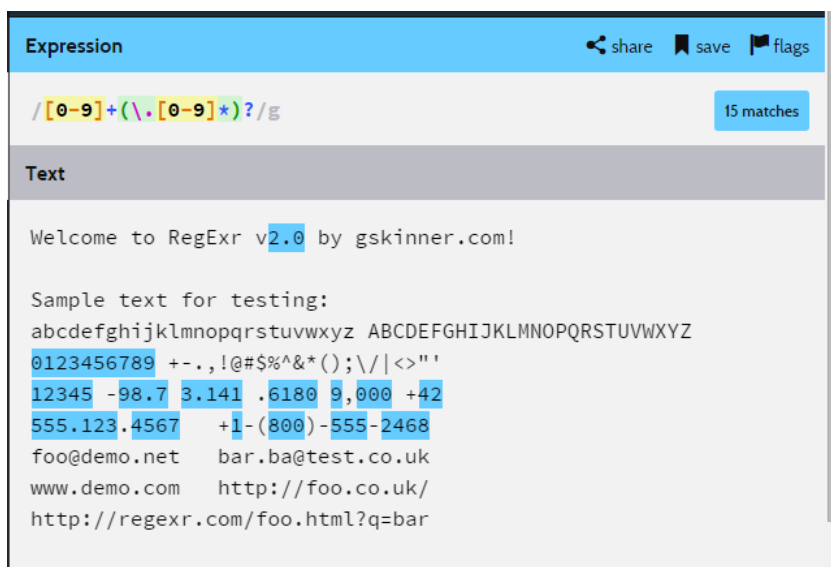 Expression share save flags
/[0-9]+(\.[0-9]*)?/g 15 matches
Text
Welcome to RegExr v2.0 by gskinner.com!
Sample text for testing:
abcdefghijklmnopqrstuvwxyz ABCDEFGHIJKLMNOPQRSTUVWXYZ
0123456789 +-.,!@#$%^&*();\/|<>"'
12345 -98.7 3.141 .6180 9,000 +42
555.123.4567 +1-(800)-555-2468
foo@demo.net bar.ba@test.co.uk
www.demo.com http://foo.co.uk/
http://regexr.com/foo.html?q=bar